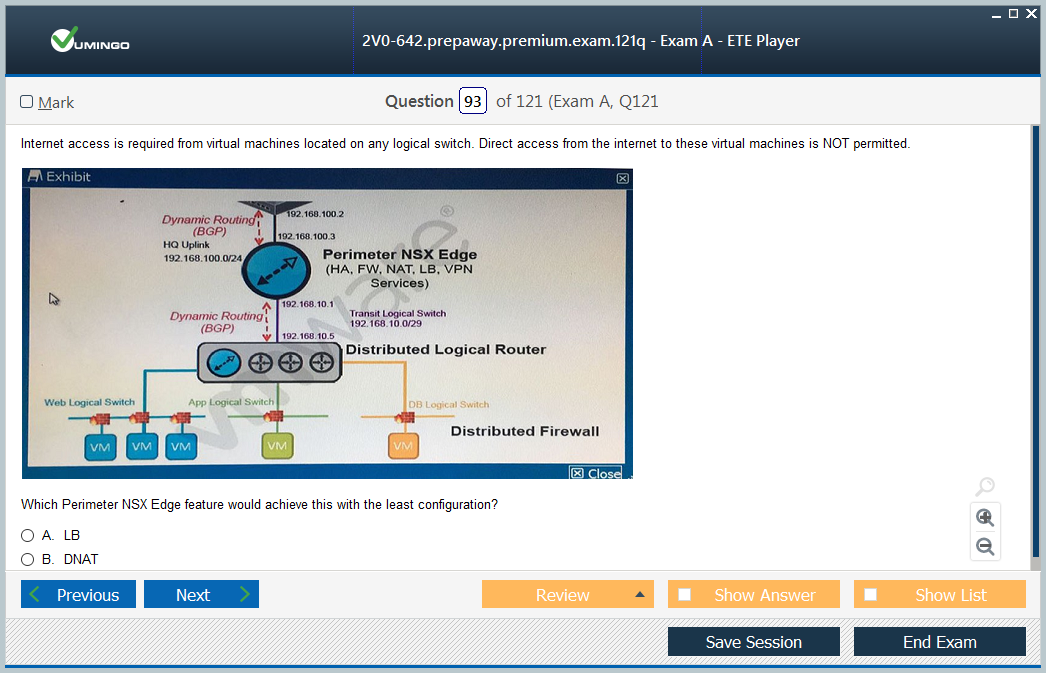 VUMINGO
2V0-642.prepaway.premium.exam.121q - Exam A - ETE Player
Mark
Question 93 of 121 (Exam A, Q121
Internet access is required from virtual machines located on any logical switch. Direct access from the internet to these virtual machines is NOT permitted.
Exhibit
Dynamic Routing
(BGP)
192.168.100.2
HQ Uplink
192.168.100.0/24
192.168.100.3
Perimeter NSX Edge
(HA, FW, NAT, LB, VPN
Services)
192.168.10.1
Dynamic Routing
(BGP)
Transit Logical Switch
192.168.10.0/29
192.168.10.5
Distributed Logical Router
Web Logical Switch
App Logical Switch
DB Logical Switch
Distributed Firewall
VM VM VM VM VM
vmware®
Close
Which Perimeter NSX Edge feature would achieve this with the least configuration?
A. LB
B. DNAT
Previous Next Review Show Answer Show List
Save Session End Exam